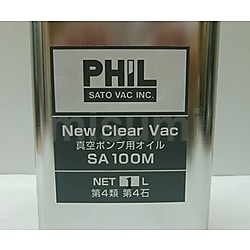 PHIL
SATO VAC INC.
New Clear Vac
真空ポンプ用オイル
SA100M
NET 1 L
第4類 第4石